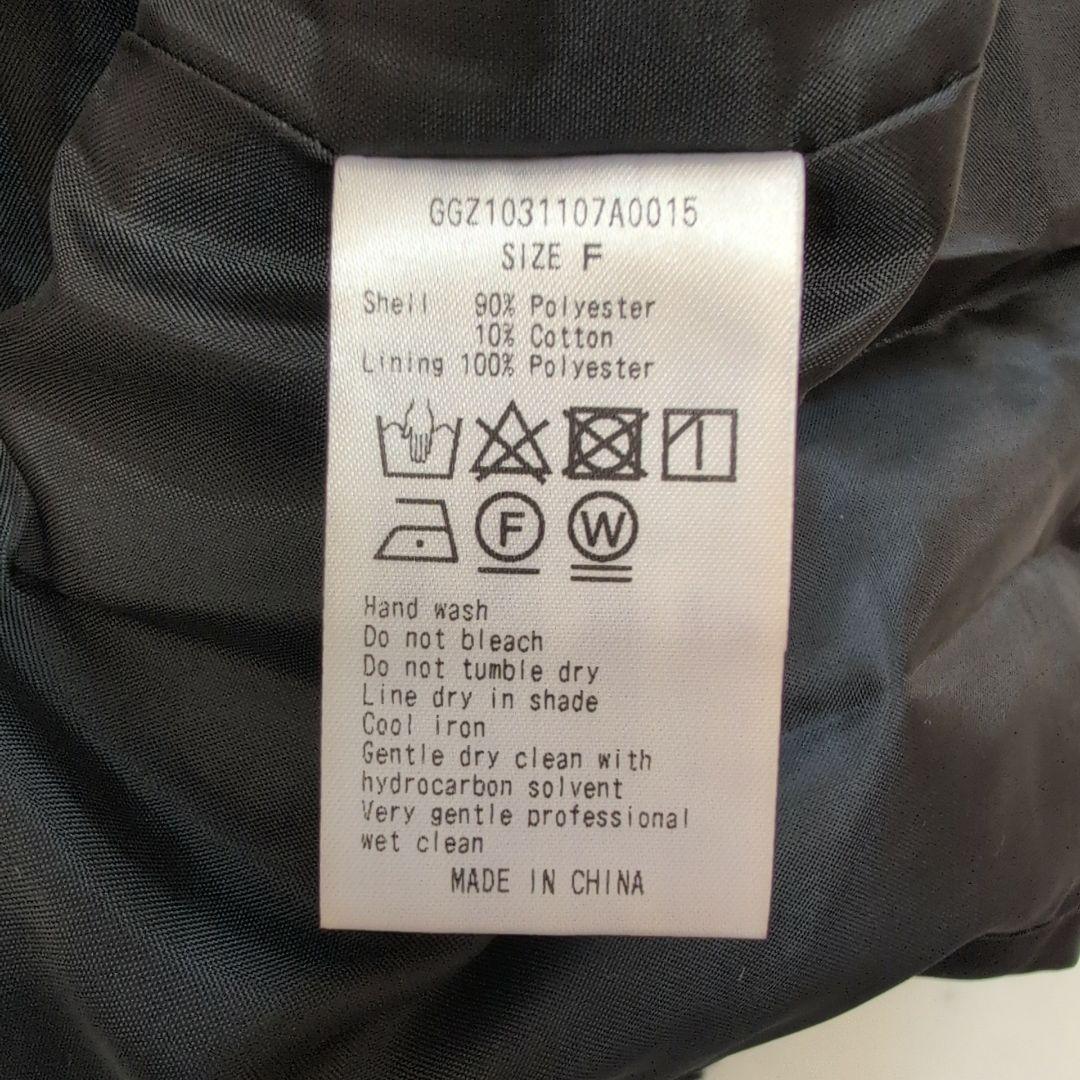 GGZ1031107A0015
SIZE F
Shell 90% Polyester
10% Cotton
Lining 100% Polyester
F W
Hand wash
Do not bleach
Do not tumble dry
Line dry in shade
Cool iron
Gentle dry clean with
hydrocarbon solvent
Very gentle professional
wet clean
MADE IN CHINA